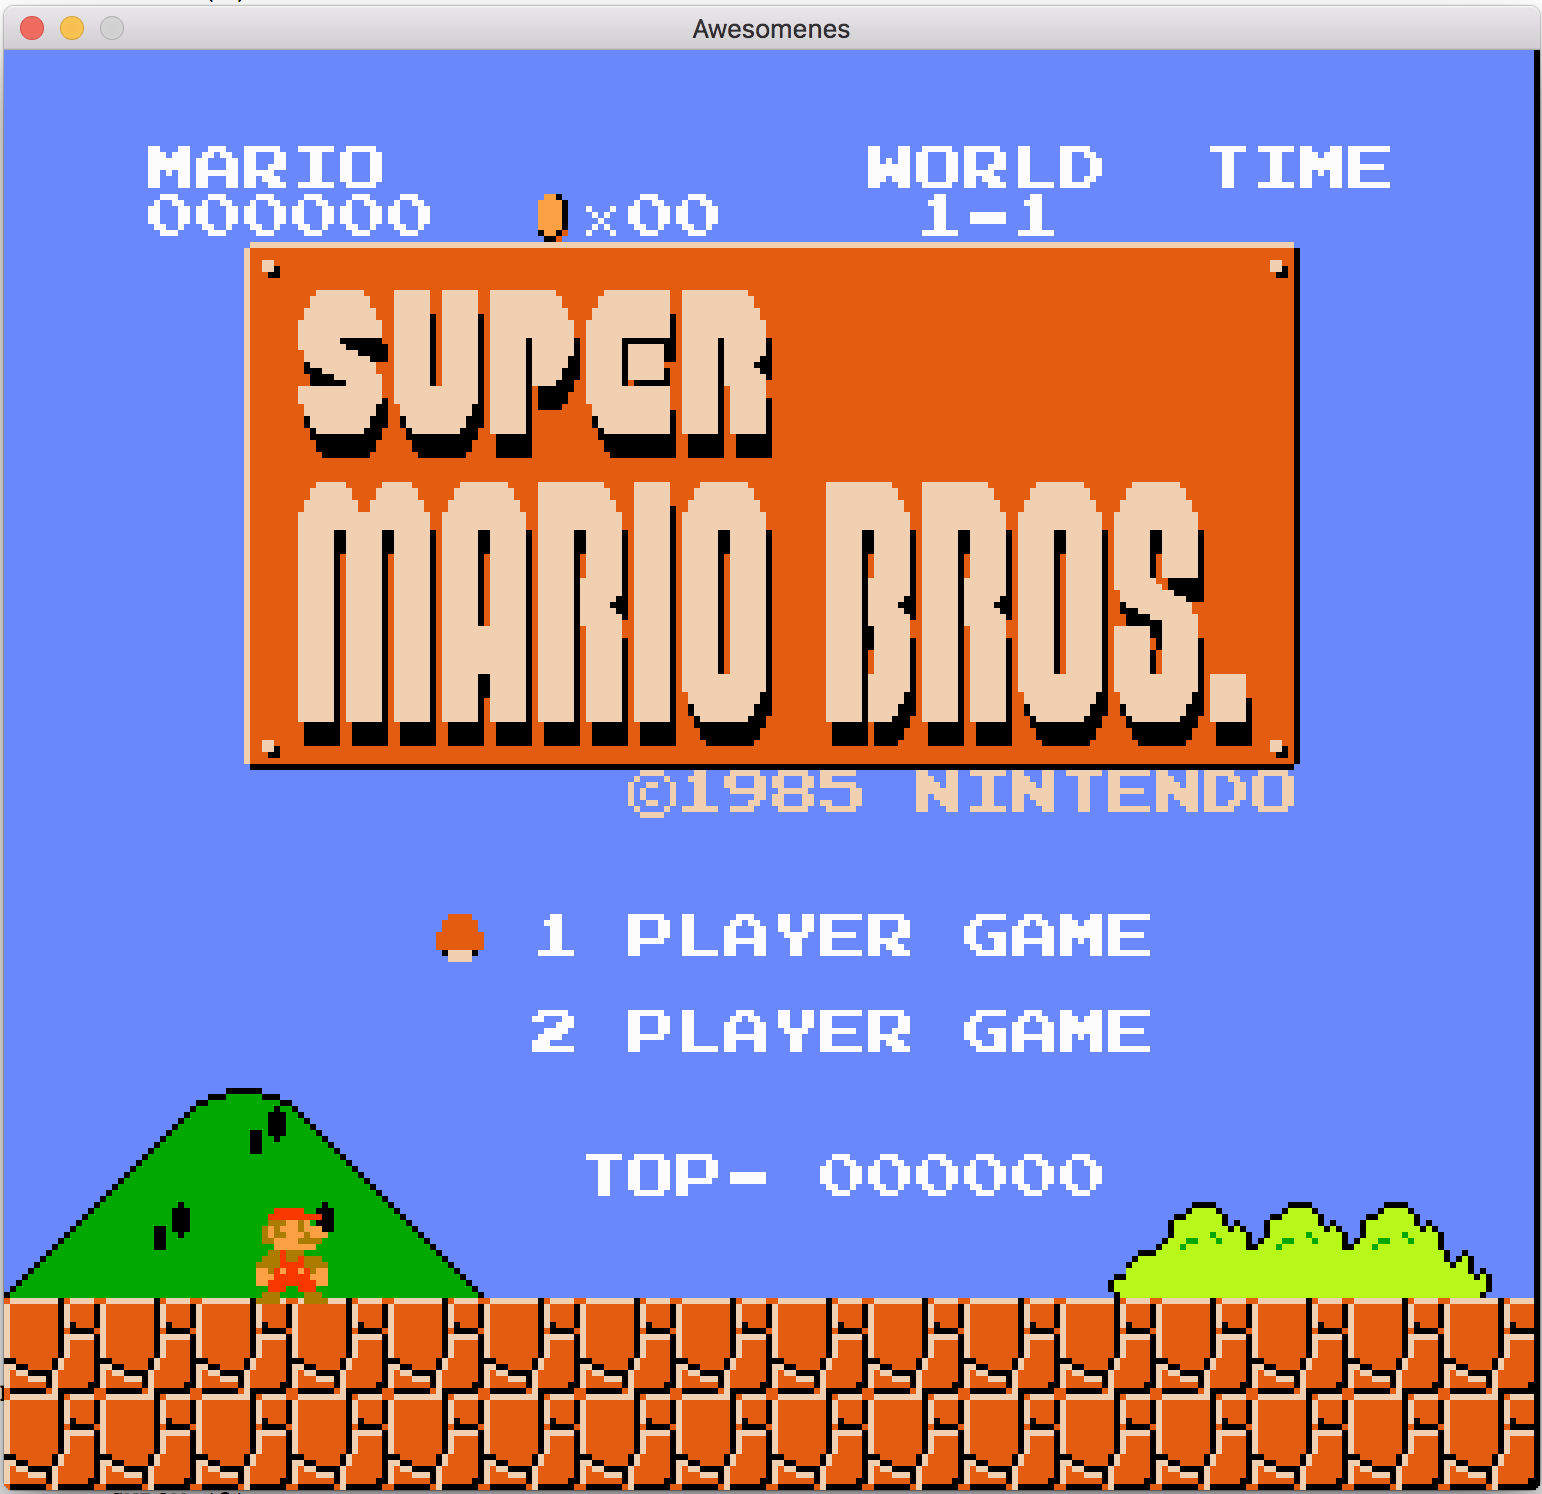 Awesomenes
MARIO WORLD TIME
000000 x00 1-1
SUPER
MARIO BROS.
©1985 NINTENDO
1 PLAYER GAME
2 PLAYER GAME
TOP- 000000